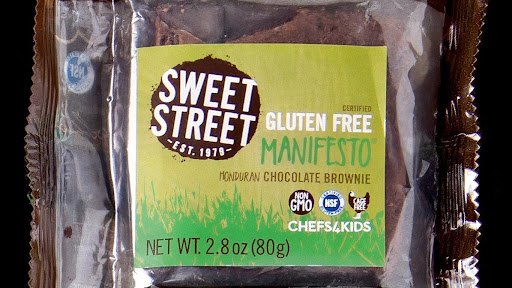 NSF
SWEET
STREET
-EST. 1979-
CERTIFIED
GLUTEN FREE
MANIFESTO
HONDURAN CHOCOLATE BROWNIE
NON
GMO
NSF
CAGE
FREE
CHEFS4KIDS
NET WT. 2.8 oz (80g)